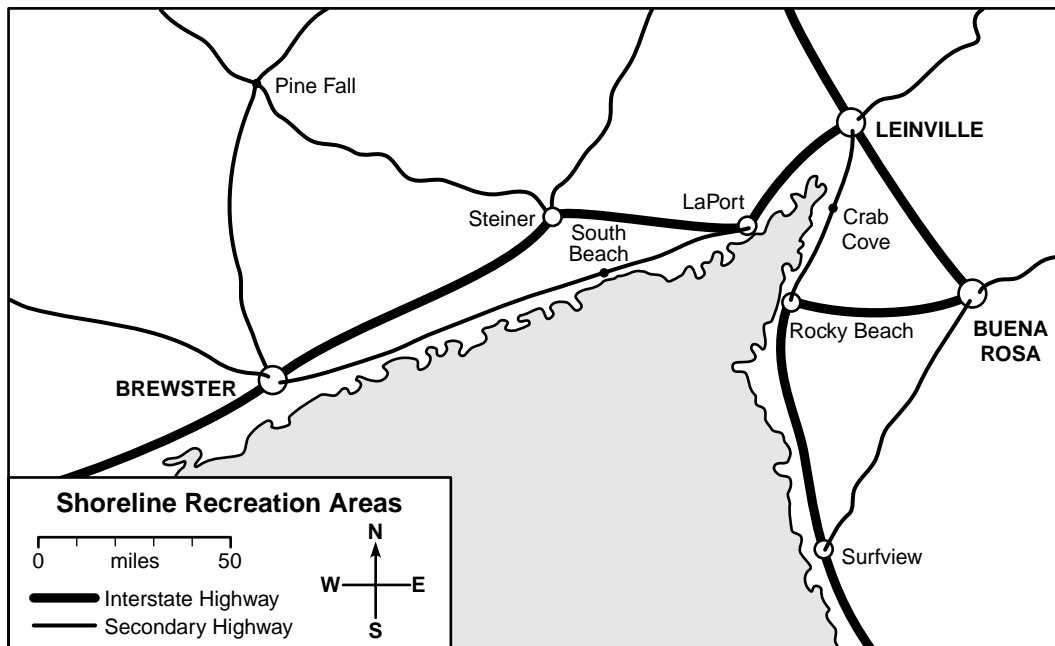 Pine Fall
LEINVILLE
LaPort
Steiner
South
Beach
Crab
Cove
Rocky Beach
BUENA
ROSA
BREWSTER
Surfview
Shoreline Recreation Areas
0 miles 50
Interstate Highway
Secondary Highway
N
W E
S